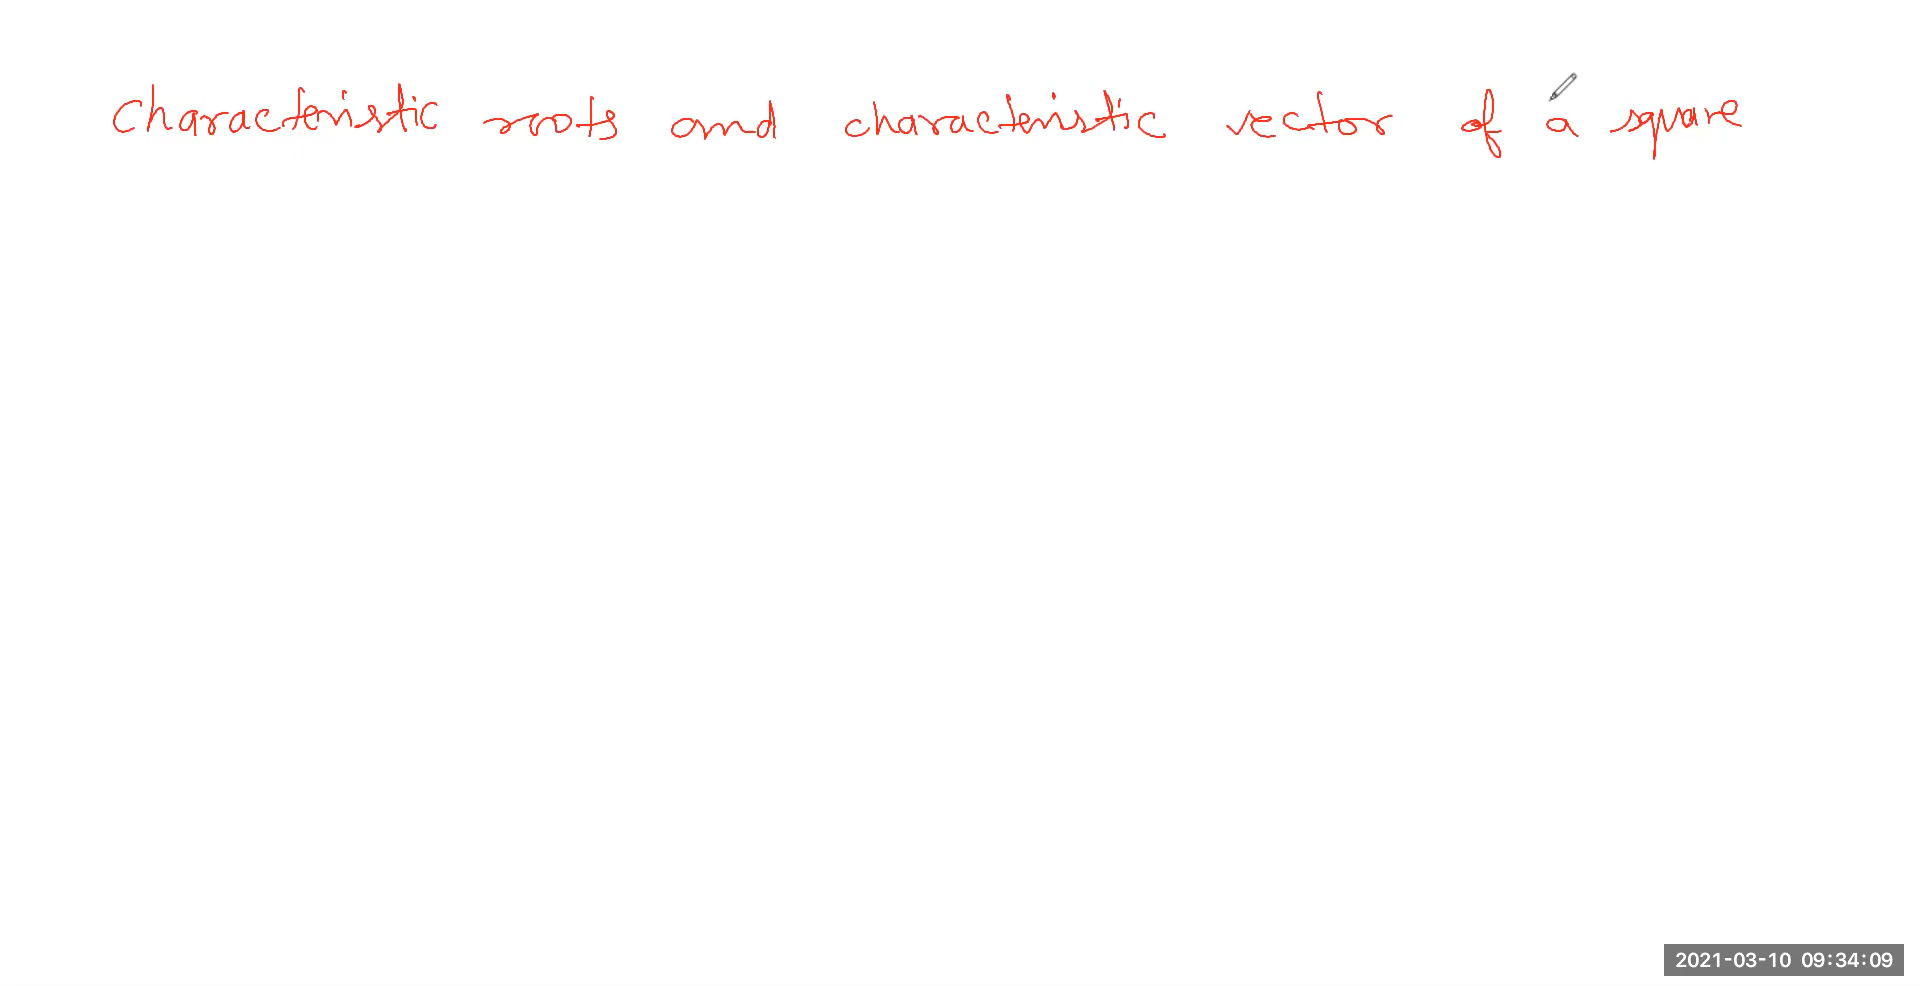 Characteristic roots and characteristic vector of a square
2021-03-10 09:34:09